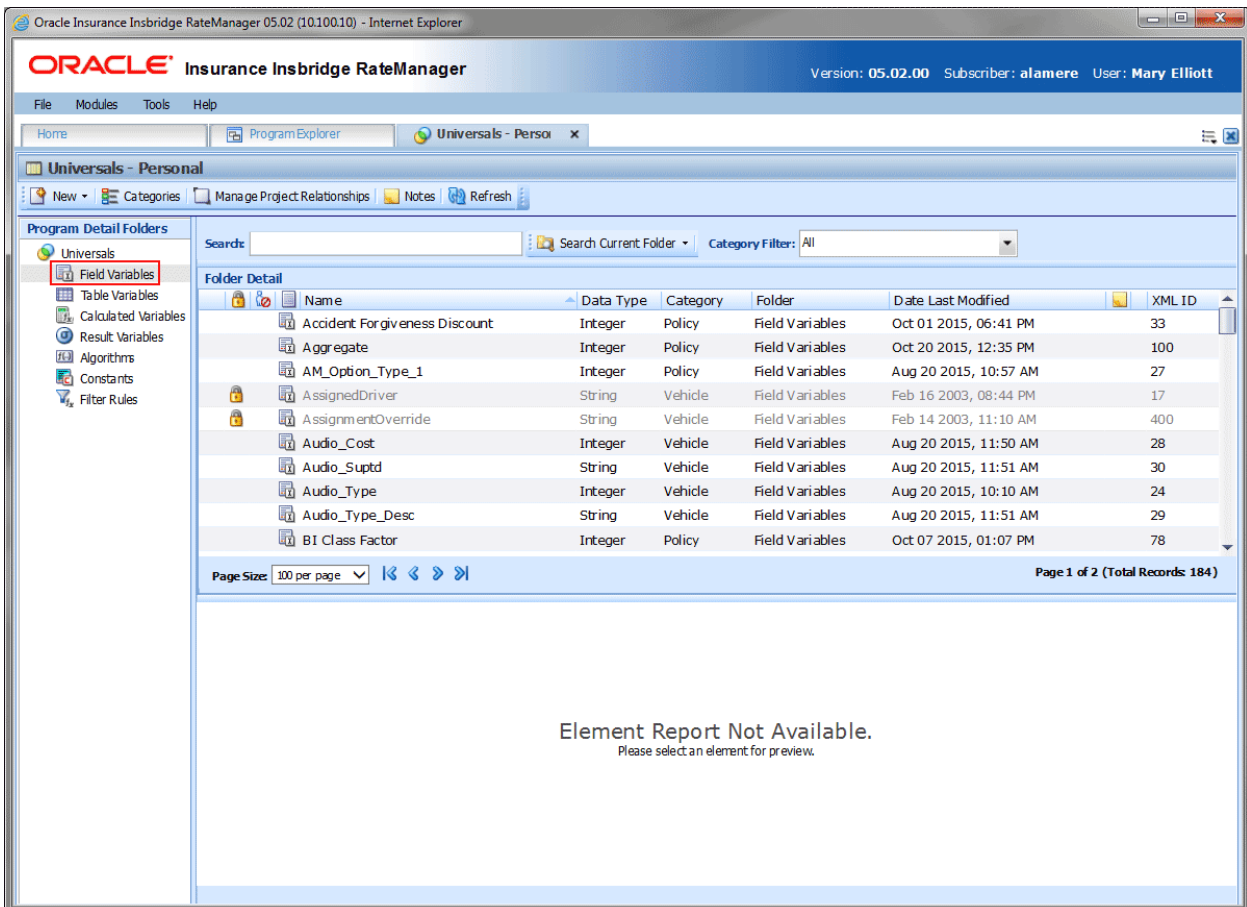 Oracle Insurance Insbridge RateManager 05.02 (10.100.10) - Internet Explorer
ORACLE Insurance Insbridge RateManager
Version: 05.02.00 Subscriber: alamere User: Mary Elliott
File Modules Tools Help
Home Program Explorer Universals - Person
Universals - Personal
New Categories Manage Project Relationships Notes Refresh
Program Detail Folders
Universals
Field Variables
Table Variables
Calculated Variables
Result Variables
Algorithms
Constants
Filter Rules
Search: Search Current Folder Category Filter: All
Folder Detail
Name Data Type Category Folder Date Last Modified XML ID
Accident Forgiveness Discount Integer Policy Field Variables Oct 01 2015, 06:41 PM 33
Aggregate Integer Policy Field Variables Oct 20 2015, 12:35 PM 100
AM_Option_Type_1 Integer Policy Field Variables Aug 20 2015, 10:57 AM 27
AssignedDriver String Vehicle Field Variables Feb 16 2003, 08:44 PM 17
AssignmentOverride String Vehicle Field Variables Feb 14 2003, 11:10 AM 400
Audio_Cost Integer Vehicle Field Variables Aug 20 2015, 11:50 AM 28
Audio_Suptd String Vehicle Field Variables Aug 20 2015, 11:51 AM 30
Audio_Type Integer Vehicle Field Variables Aug 20 2015, 10:10 AM 24
Audio_Type_Desc String Vehicle Field Variables Aug 20 2015, 11:51 AM 29
BI Class Factor Integer Policy Field Variables Oct 07 2015, 01:07 PM 78
Page Size: 100 per page Page 1 of 2 (Total Records: 184)
Element Report Not Available.
Please select an element for preview.